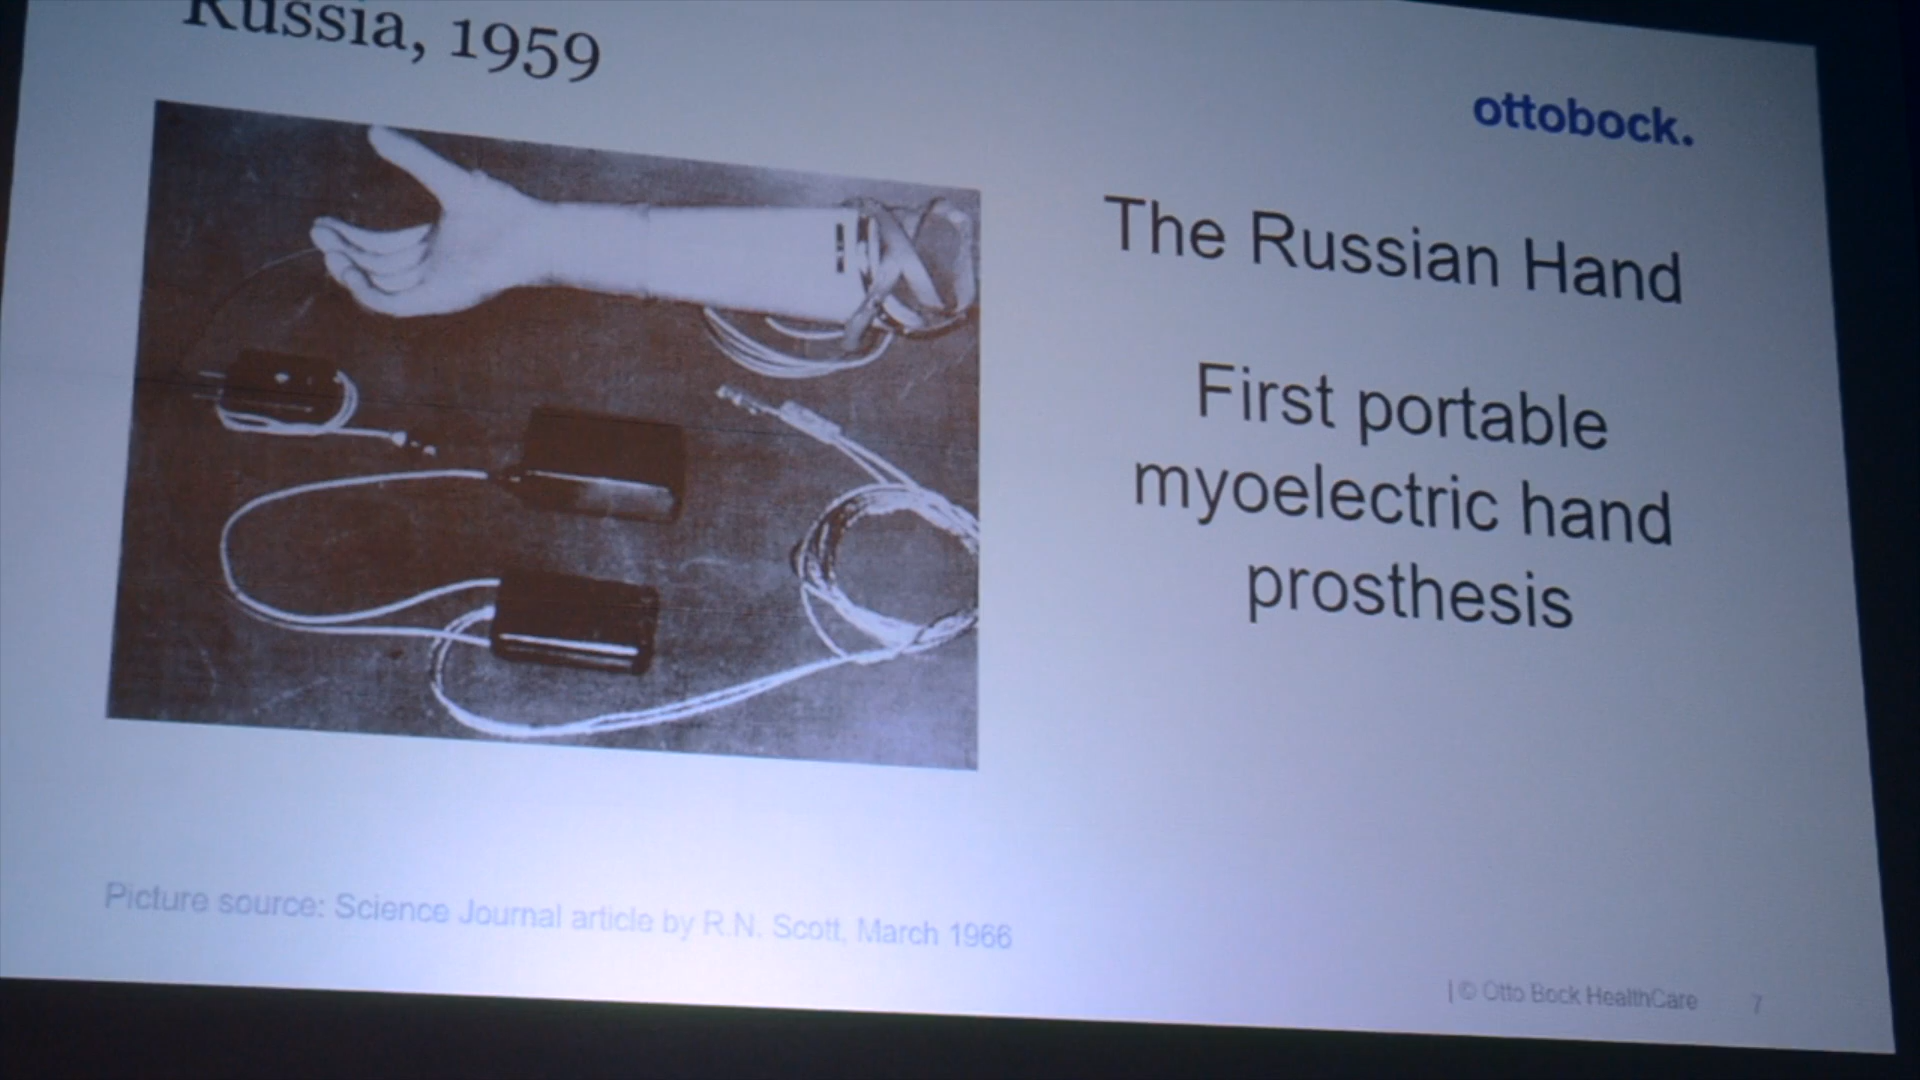 Russia, 1959
ottobock.
The Russian Hand
First portable
myoelectric hand
prosthesis
Picture source: Science Journal article by R.N. Scott, March 1966
| © Otto Bock HealthCare 7